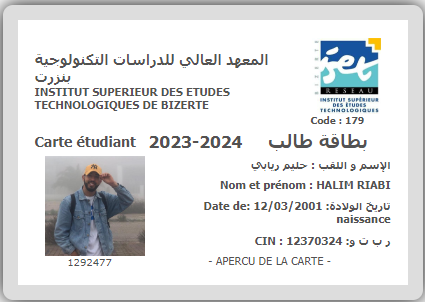 المعهد العالي للدراسات التكنولوجية
بنزرت
INSTITUT SUPERIEUR DES ETUDES
TECHNOLOGIQUES DE BIZERTE
BIZERTE
iset
RESEAU
INSTITUT SUPÉRIEUR
DES ÉTUDES
TECHNOLOGIQUES
Code : 179
Carte étudiant 2023-2024 بطاقة طالب
الإسم و اللقب : حليم ريابي
Nom et prénom : HALIM RIABI
Date de: 12/03/2001 تاريخ الولادة:
naissance
ر ب ت و: CIN : 12370324
1292477
- APERCU DE LA CARTE -